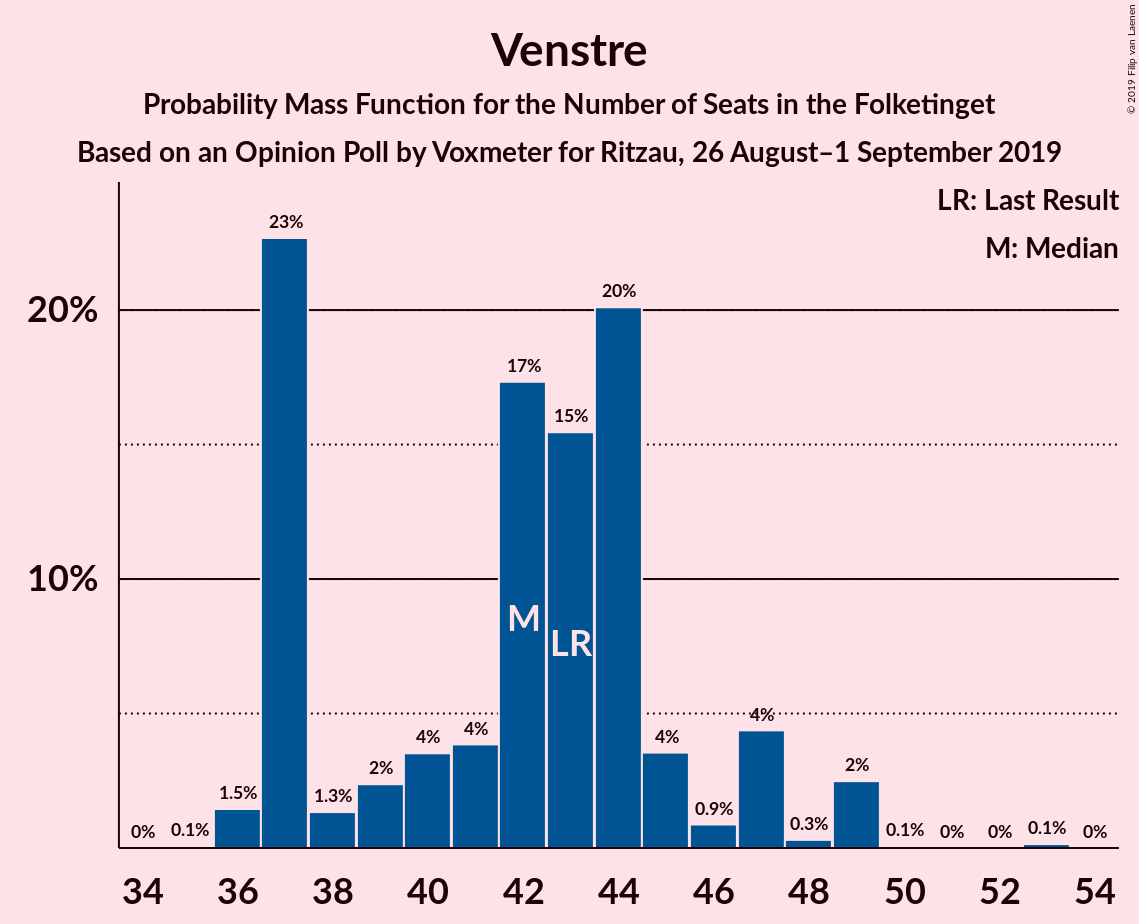 Venstre
Probability Mass Function for the Number of Seats in the Folketinget
Based on an Opinion Poll by Voxmeter for Ritzau, 26 August–1 September 2019
© 2019 Filip van Laenen
LR: Last Result
M: Median
20%
10%
0%
0.1%
1.5%
23%
1.3%
2%
4%
4%
17%
15%
20%
4%
0.9%
4%
0.3%
2%
0.1%
0%
0%
0.1%
0%
M
LR
34 36 38 40 42 44 46 48 50 52 54